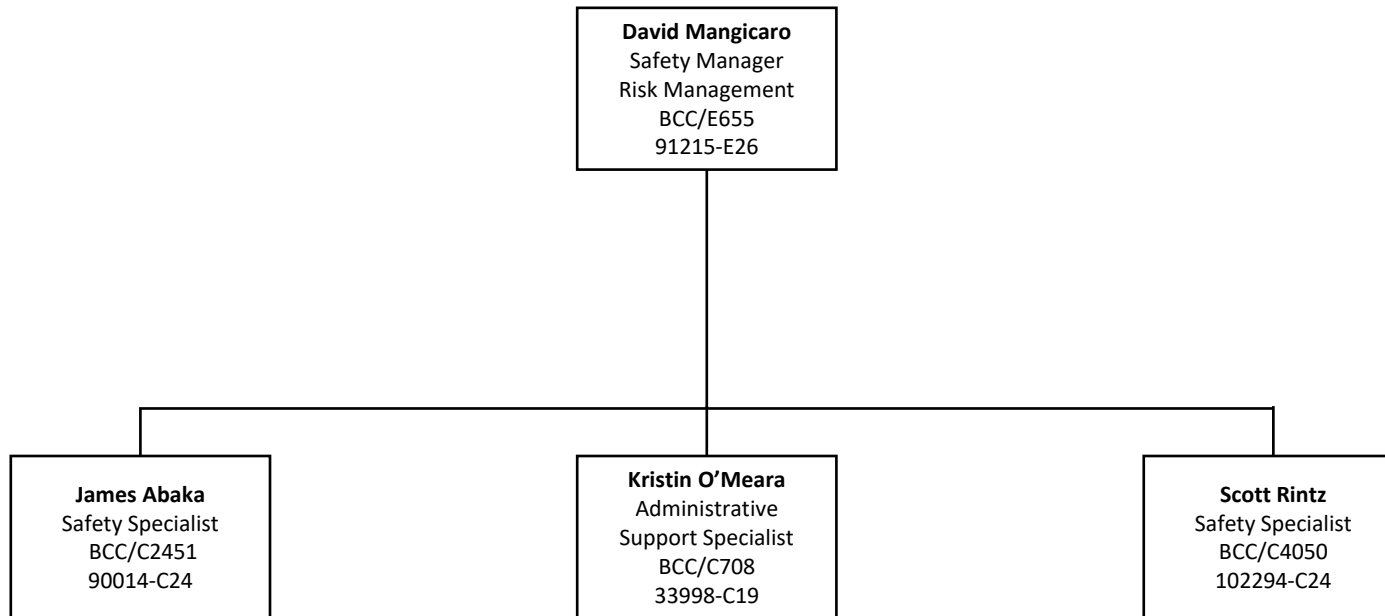 David Mangicaro
Safety Manager
Risk Management
BCC/E655
91215-E26
James Abaka
Safety Specialist
BCC/C2451
90014-C24
Kristin O’Meara
Administrative
Support Specialist
BCC/C708
33998-C19
Scott Rintz
Safety Specialist
BCC/C4050
102294-C24